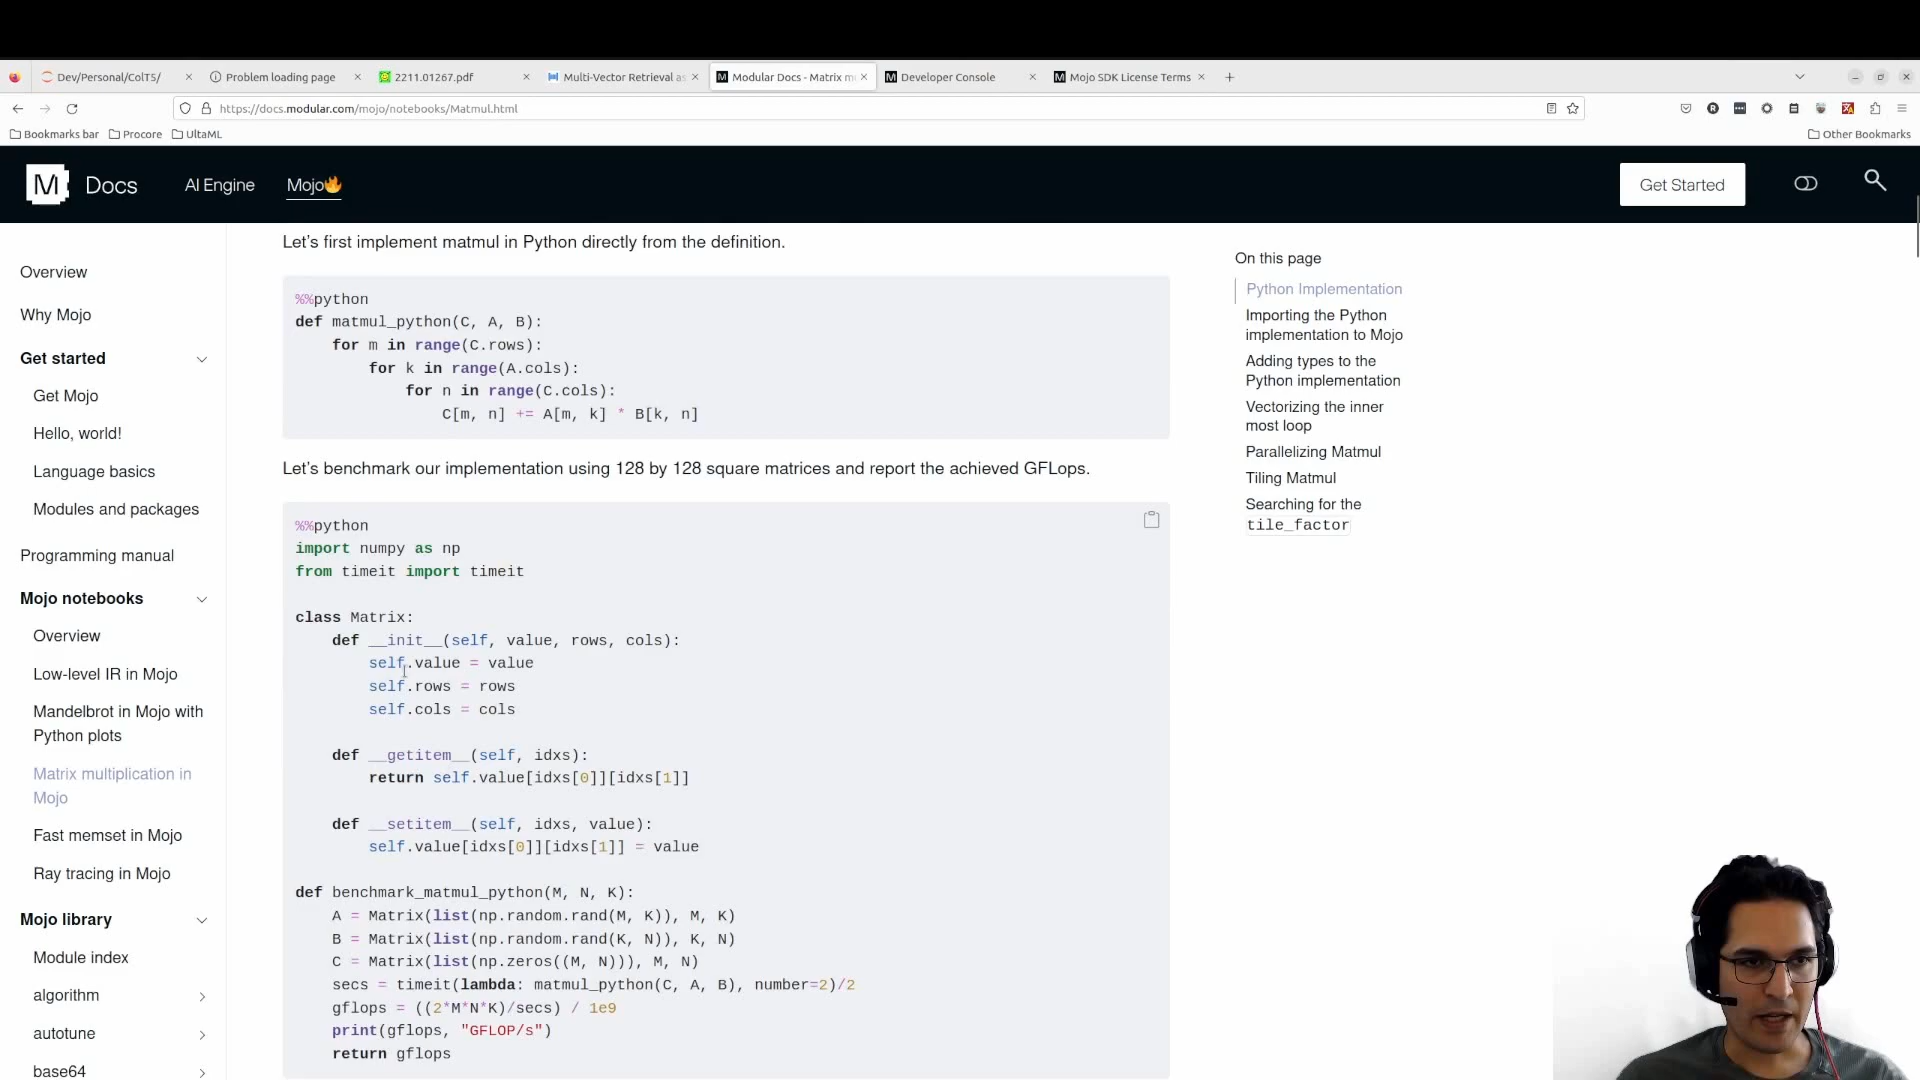 Dev/Personal/ColT5/
Problem loading page
2211.01267.pdf
Multi-Vector Retrieval as
Modular Docs - Matrix m
Developer Console
Mojo SDK License Terms
https://docs.modular.com/mojo/notebooks/Matmul.html
Bookmarks bar
Procore
UltaML
Other Bookmarks
M Docs
AI Engine
Mojo🔥
Get Started
Overview
Why Mojo
Get started
Get Mojo
Hello, world!
Language basics
Modules and packages
Programming manual
Mojo notebooks
Overview
Low-level IR in Mojo
Mandelbrot in Mojo with
Python plots
Matrix multiplication in
Mojo
Fast memset in Mojo
Ray tracing in Mojo
Mojo library
Module index
algorithm
autotune
base64
Let's first implement matmul in Python directly from the definition.
%%python
def matmul_python(C, A, B):
    for m in range(C.rows):
        for k in range(A.cols):
            for n in range(C.cols):
                C[m, n] += A[m, k] * B[k, n]
Let's benchmark our implementation using 128 by 128 square matrices and report the achieved GFLops.
%%python
import numpy as np
from timeit import timeit
class Matrix:
    def __init__(self, value, rows, cols):
        self.value = value
        self.rows = rows
        self.cols = cols
    def __getitem__(self, idxs):
        return self.value[idxs[0]][idxs[1]]
    def __setitem__(self, idxs, value):
        self.value[idxs[0]][idxs[1]] = value
def benchmark_matmul_python(M, N, K):
    A = Matrix(list(np.random.rand(M, K)), M, K)
    B = Matrix(list(np.random.rand(K, N)), K, N)
    C = Matrix(list(np.zeros((M, N))), M, N)
    secs = timeit(lambda: matmul_python(C, A, B), number=2)/2
    gflops = ((2*M*N*K)/secs) / 1e9
    print(gflops, "GFLOP/s")
    return gflops
On this page
Python Implementation
Importing the Python
implementation to Mojo
Adding types to the
Python implementation
Vectorizing the inner
most loop
Parallelizing Matmul
Tiling Matmul
Searching for the
tile_factor